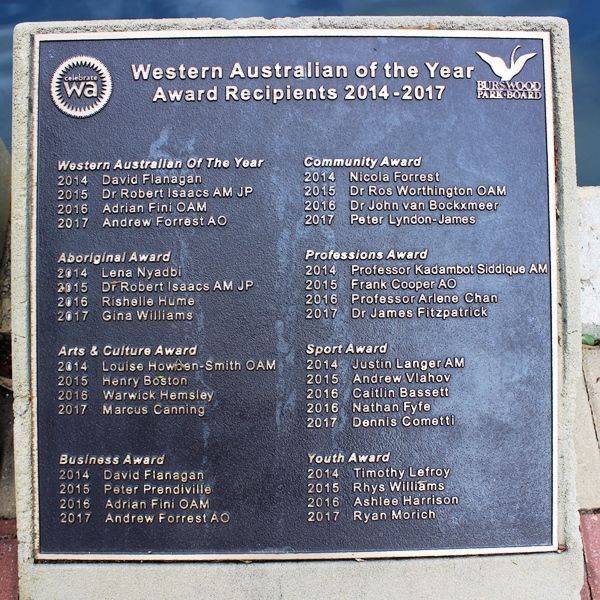 celebrate
wa
Western Australian of the Year
Award Recipients 2014-2017
BURSWOOD
PARK•BOARD
Western Australian Of The Year
2014 David Flanagan
2015 Dr Robert Isaacs AM JP
2016 Adrian Fini OAM
2017 Andrew Forrest AO
Aboriginal Award
2014 Lena Nyadbi
2015 Dr Robert Isaacs AM JP
2016 Rishelle Hume
2017 Gina Williams
Arts & Culture Award
2014 Louise Howden-Smith OAM
2015 Henry Boston
2016 Warwick Hemsley
2017 Marcus Canning
Business Award
2014 David Flanagan
2015 Peter Prendiville
2016 Adrian Fini OAM
2017 Andrew Forrest AO
Community Award
2014 Nicola Forrest
2015 Dr Ros Worthington OAM
2016 Dr John van Bockxmeer
2017 Peter Lyndon-James
Professions Award
2014 Professor Kadambot Siddique AM
2015 Frank Cooper AO
2016 Professor Arlene Chan
2017 Dr James Fitzpatrick
Sport Award
2014 Justin Langer AM
2015 Andrew Vlahov
2016 Caitlin Bassett
2016 Nathan Fyfe
2017 Dennis Cometti
Youth Award
2014 Timothy Lefroy
2015 Rhys Williams
2016 Ashlee Harrison
2017 Ryan Morich